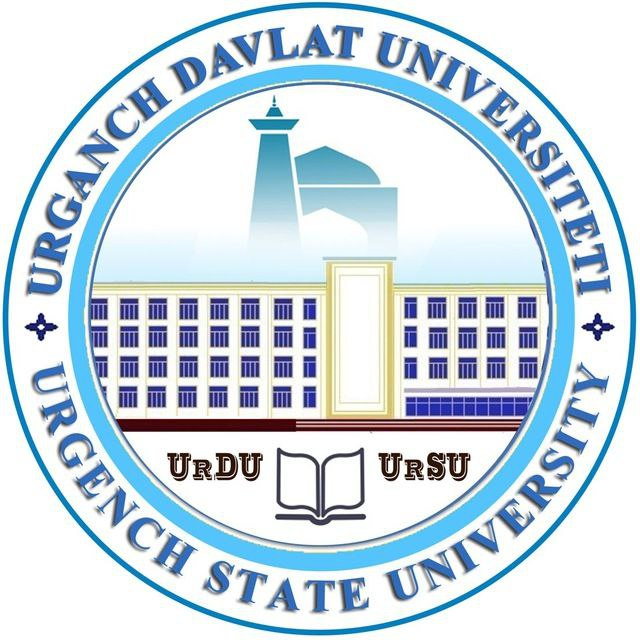 URGANCH DAVLAT UNIVERSITETI
UrDU UrSU
URGENCH STATE UNIVERSITY